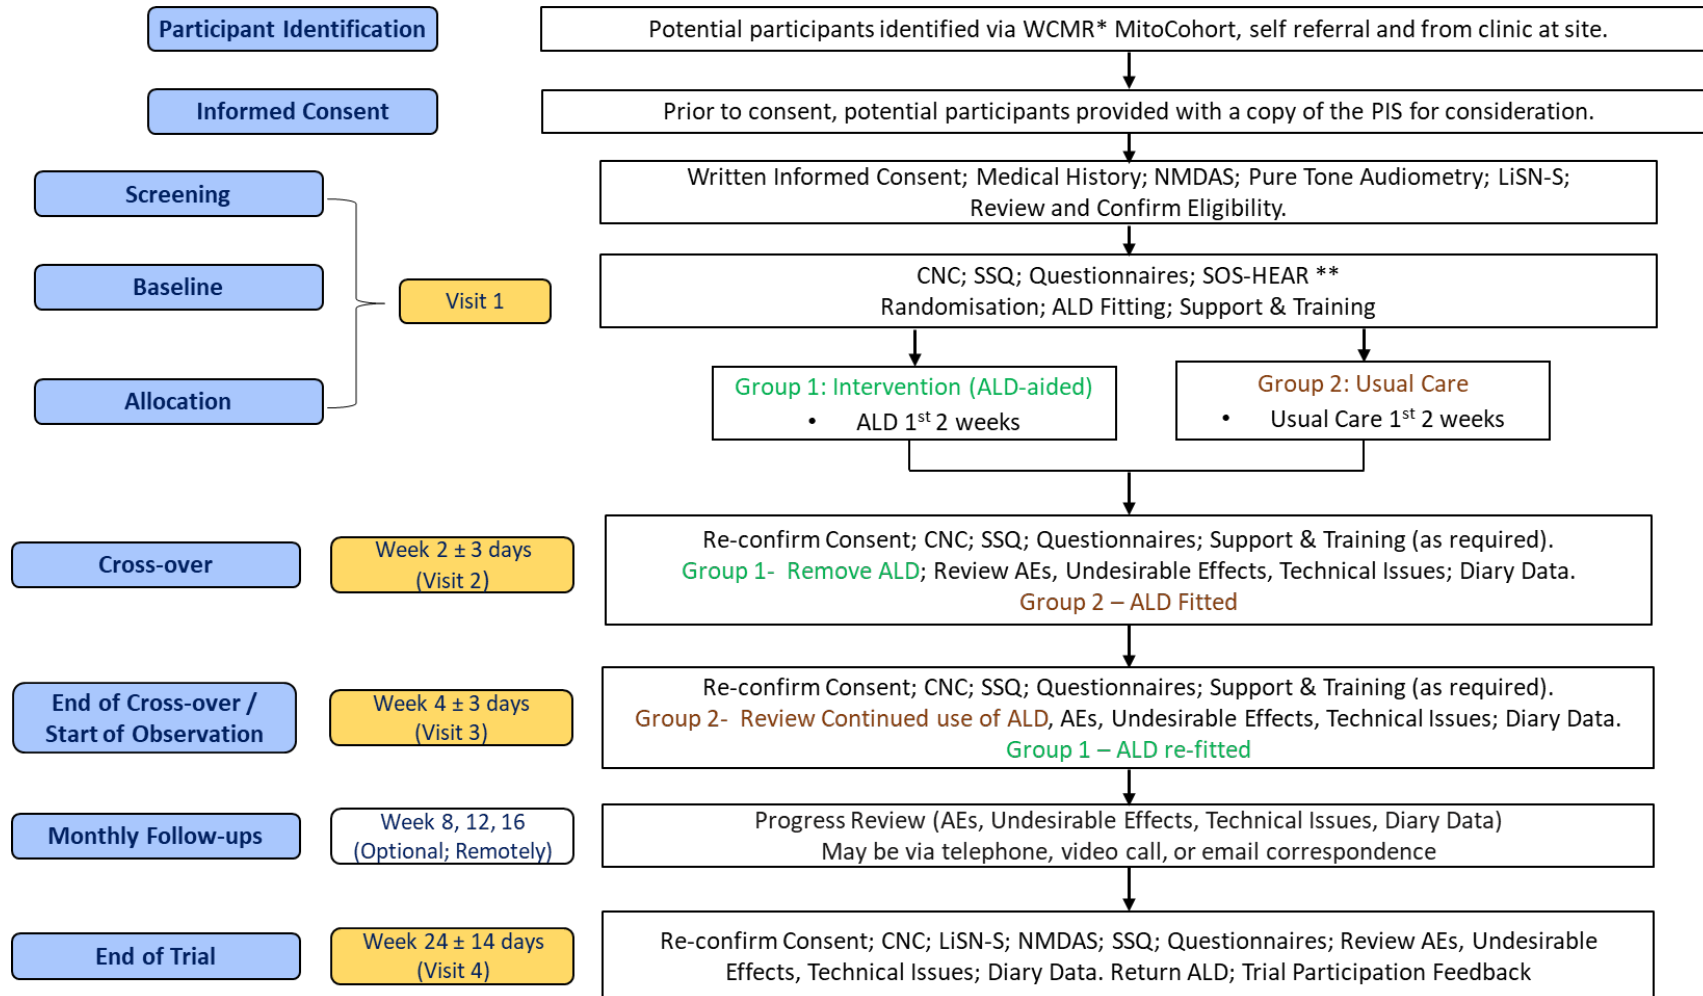 Participant Identification
Potential participants identified via WCMR* MitoCohort, self referral and from clinic at site.
Informed Consent
Prior to consent, potential participants provided with a copy of the PIS for consideration.
Screening
Written Informed Consent; Medical History; NMDAS; Pure Tone Audiometry; LiSN-S;
Review and Confirm Eligibility.
Baseline
Visit 1
CNC; SSQ; Questionnaires; SOS-HEAR **
Randomisation; ALD Fitting; Support & Training
Allocation
Group 1: Intervention (ALD-aided)
• ALD 1st 2 weeks
Group 2: Usual Care
• Usual Care 1st 2 weeks
Cross-over
Week 2 ± 3 days
(Visit 2)
Re-confirm Consent; CNC; SSQ; Questionnaires; Support & Training (as required).
Group 1- Remove ALD; Review AEs, Undesirable Effects, Technical Issues; Diary Data.
Group 2 – ALD Fitted
End of Cross-over /
Start of Observation
Week 4 ± 3 days
(Visit 3)
Re-confirm Consent; CNC; SSQ; Questionnaires; Support & Training (as required).
Group 2- Review Continued use of ALD, AEs, Undesirable Effects, Technical Issues; Diary Data.
Group 1 – ALD re-fitted
Monthly Follow-ups
Week 8, 12, 16
(Optional; Remotely)
Progress Review (AEs, Undesirable Effects, Technical Issues, Diary Data)
May be via telephone, video call, or email correspondence
End of Trial
Week 24 ± 14 days
(Visit 4)
Re-confirm Consent; CNC; LiSN-S; NMDAS; SSQ; Questionnaires; Review AEs, Undesirable
Effects, Technical Issues; Diary Data. Return ALD; Trial Participation Feedback